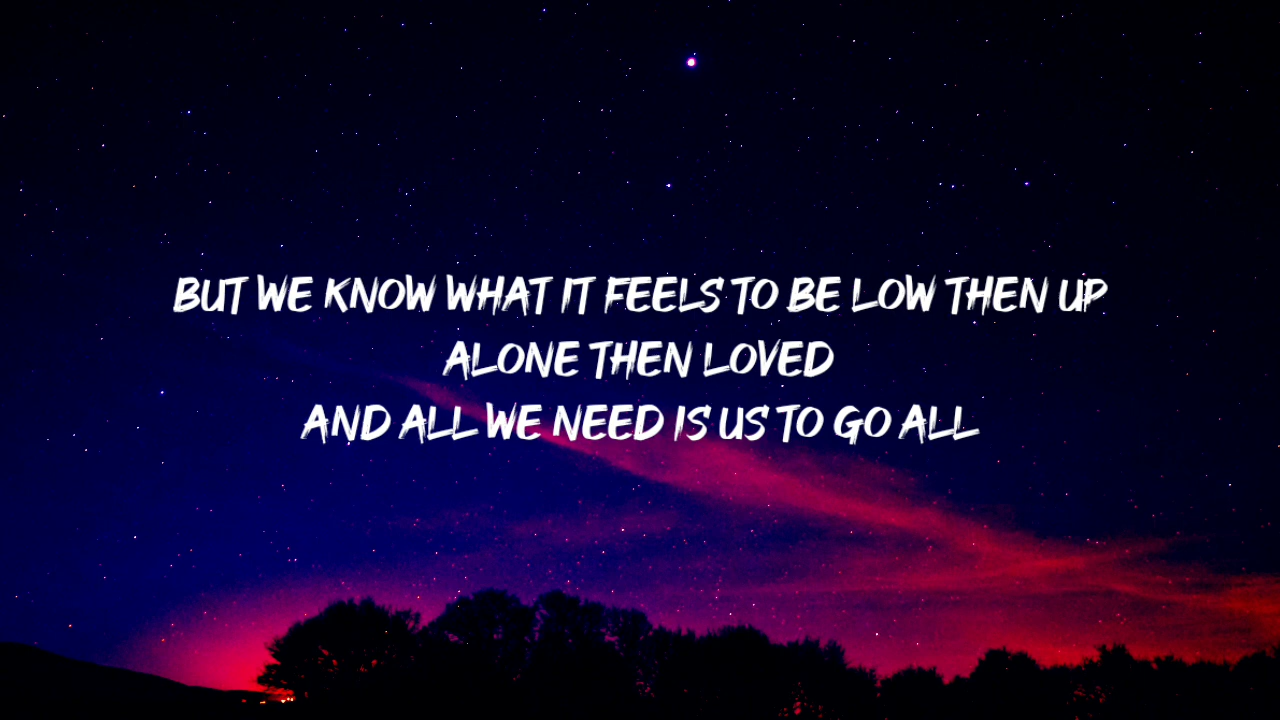 BUT WE KNOW WHAT IT FEELS TO BE LOW THEN UP
ALONE THEN LOVED
AND ALL WE NEED IS US TO GO ALL